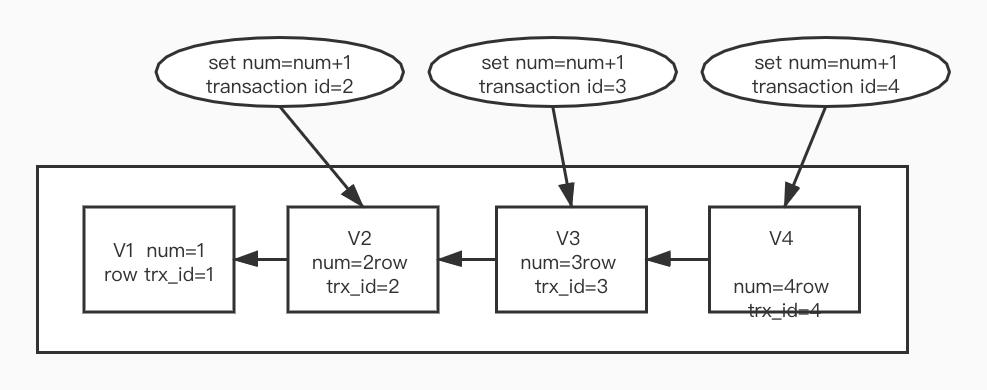 set num=num+1
transaction id=2
set num=num+1
transaction id=3
set num=num+1
transaction id=4
V1  num=1
row trx_id=1
V2
num=2row
trx_id=2
V3
num=3row
trx_id=3
V4
num=4row
trx_id=4